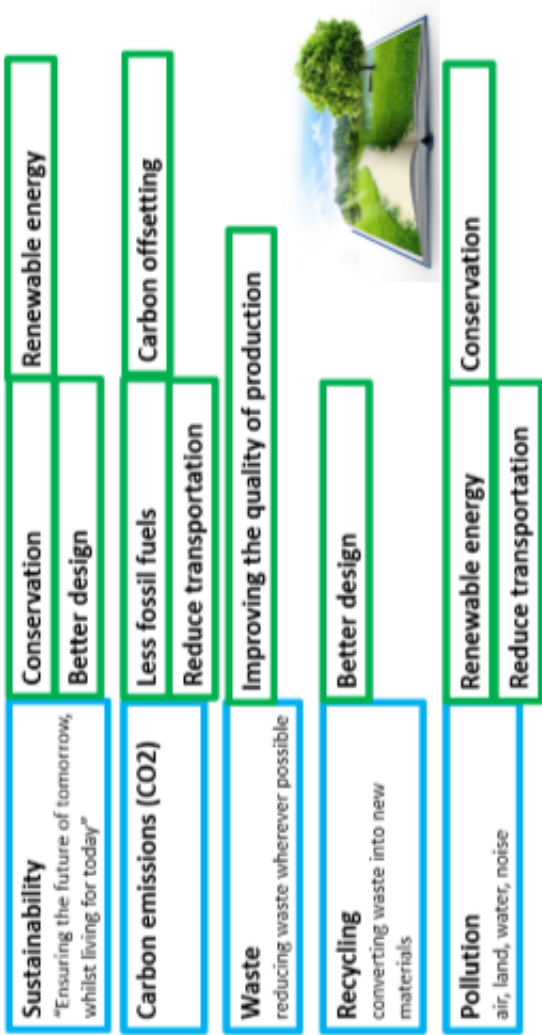 Sustainability
"Ensuring the future of tomorrow,
whilst living for today"
Conservation
Renewable energy
Better design
Carbon emissions (CO2)
Less fossil fuels
Carbon offsetting
Reduce transportation
Waste
reducing waste wherever possible
Improving the quality of production
Recycling
converting waste into new
materials
Better design
Pollution
air, land, water, noise
Renewable energy
Conservation
Reduce transportation